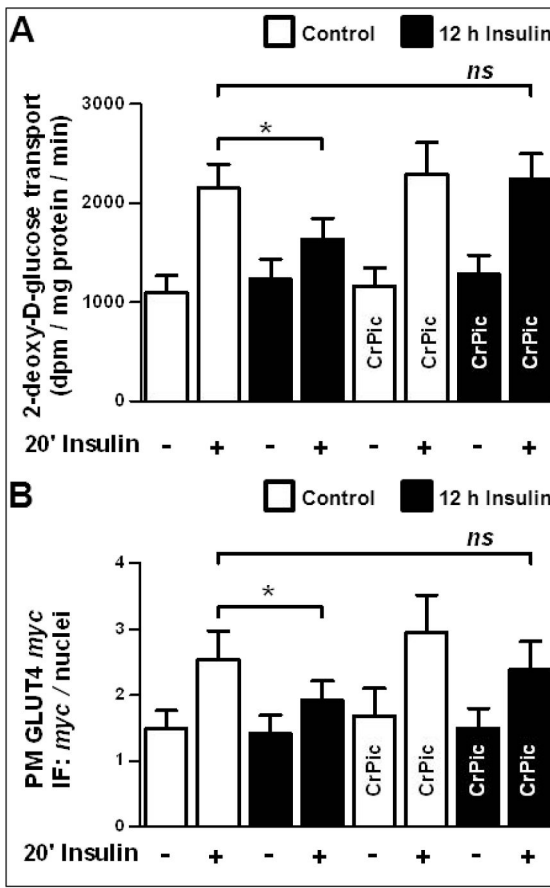 A
Control 12 h Insulin
ns
*
2-deoxy-D-glucose transport
(dpm / mg protein / min)
3000
2000
1000
0
CrPic CrPic CrPic CrPic
20' Insulin - + - + - + - +
B
Control 12 h Insulin
ns
*
PM GLUT4 myc
IF: myc / nuclei
4
3
2
1
0
CrPic CrPic CrPic CrPic
20' Insulin - + - + - + - +